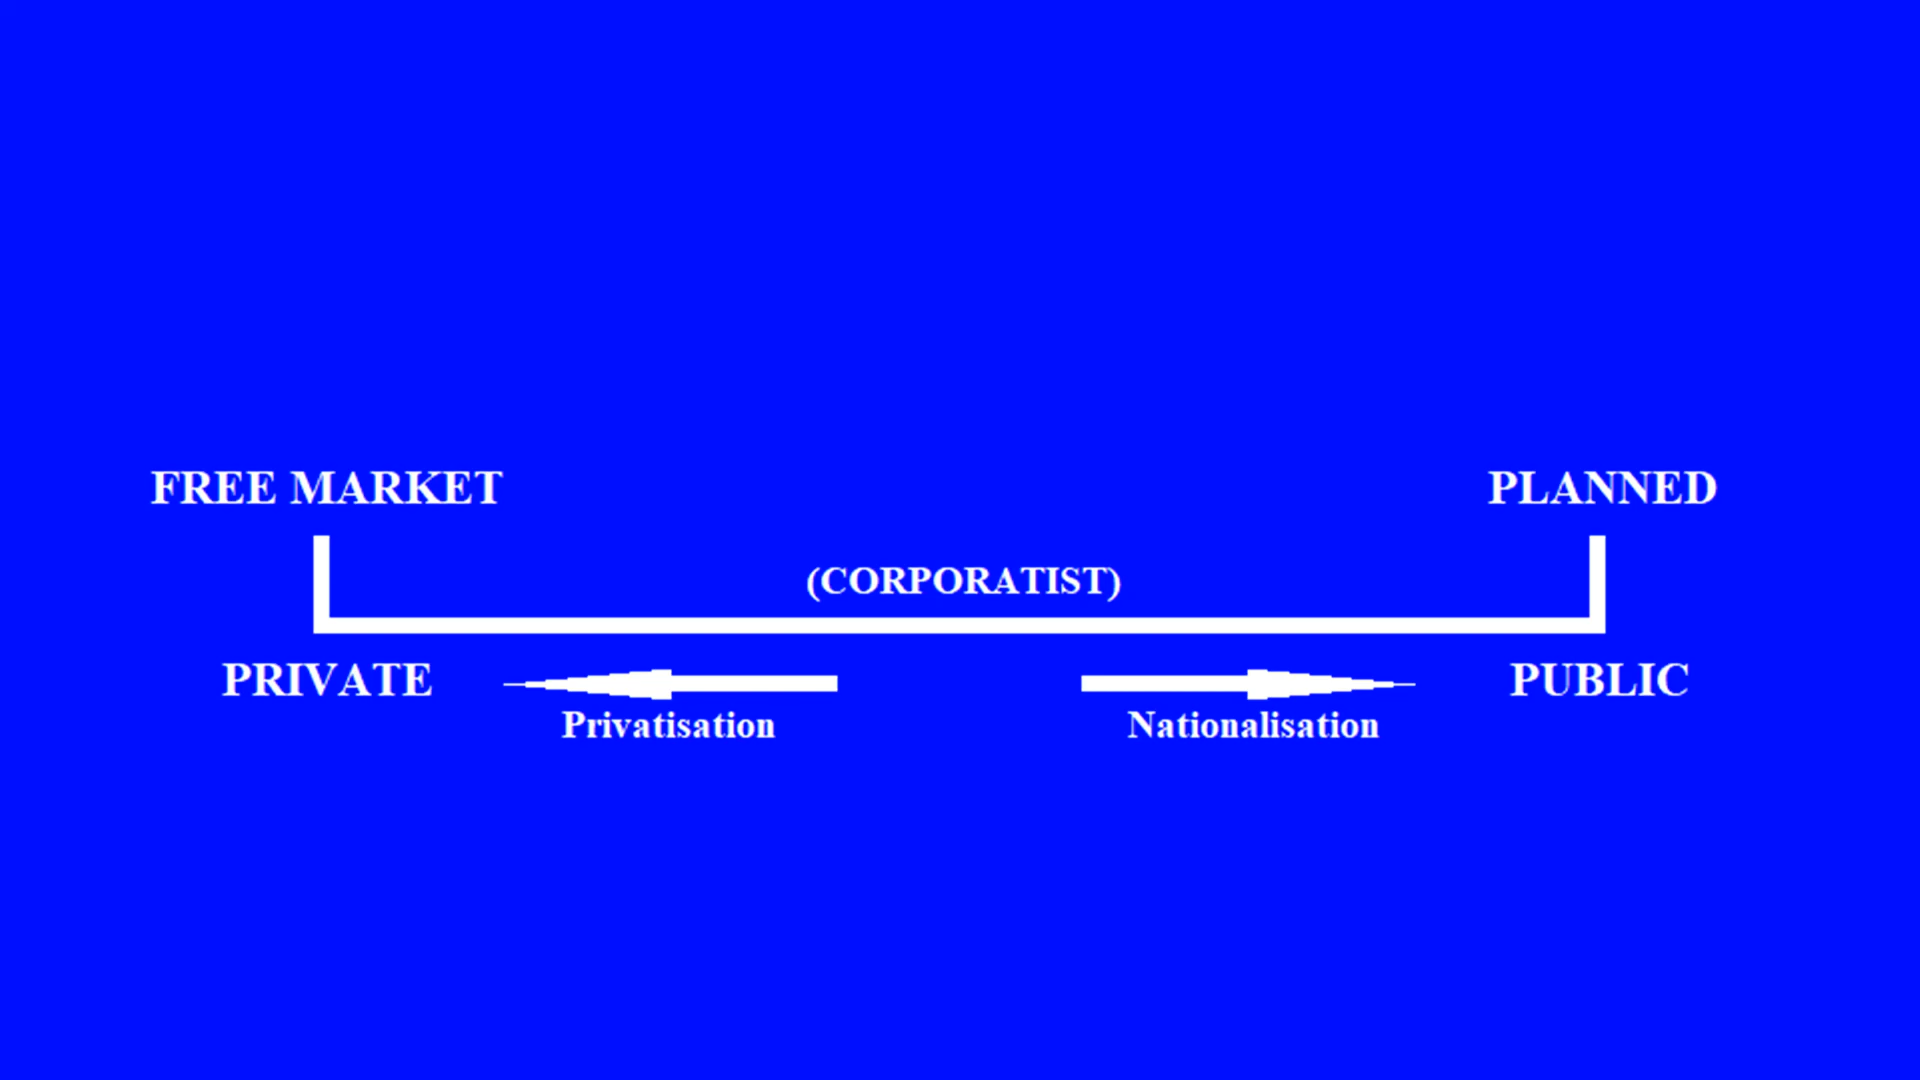 FREE MARKET
PLANNED
(CORPORATIST)
PRIVATE
PUBLIC
Privatisation
Nationalisation